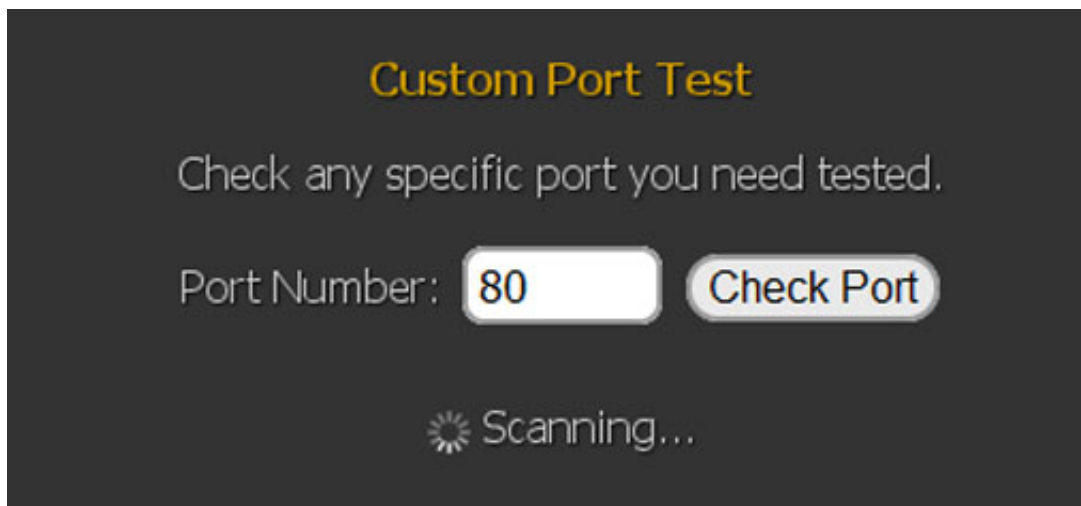 Custom Port Test
Check any specific port you need tested.
Port Number: 80 Check Port
Scanning...